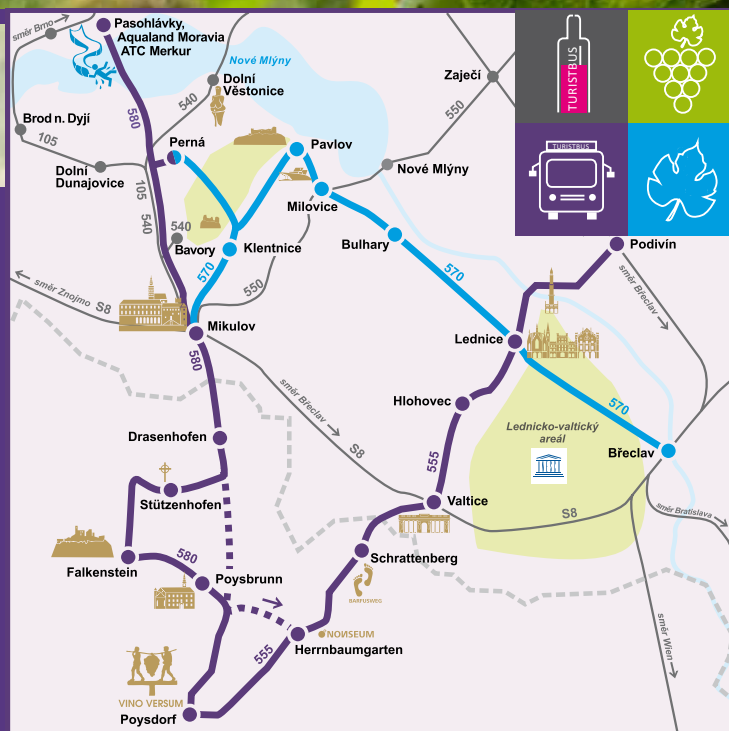 směr Brno
Pasohlávky,
Aqualand Moravia
ATC Merkur
Nové Mlýny
Zaječí
TURISTBUS
TURISTBUS
Dolní
Věstonice
540
550
580
Brod n. Dyjí
105
Perná
Pavlov
Nové Mlýny
Dolní
Dunajovice
105
540
Milovice
540
Bavory
Klentnice
Bulhary
Podivín
570
550
570
směr Břeclav
směr Znojmo
S8
Mikulov
Lednice
580
směr Břeclav
S8
Hlohovec
570
Lednicko-valtický
areál
Břeclav
Drasenhofen
555
Stützenhofen
Valtice
S8
směr Bratislava
Falkenstein
580
Poysbrunn
Schrattenberg
BARFUSWEG
NONSEUM
Herrnbaumgarten
555
směr Wien
VINO VERSUM
Poysdorf